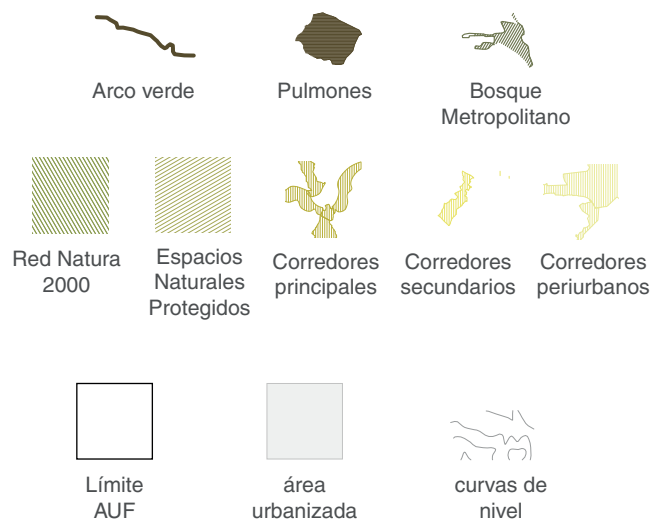 Arco verde
Pulmones
Bosque
Metropolitano
Red Natura
2000
Espacios
Naturales
Protegidos
Corredores
principales
Corredores
secundarios
Corredores
periurbanos
Límite
AUF
área
urbanizada
curvas de
nivel